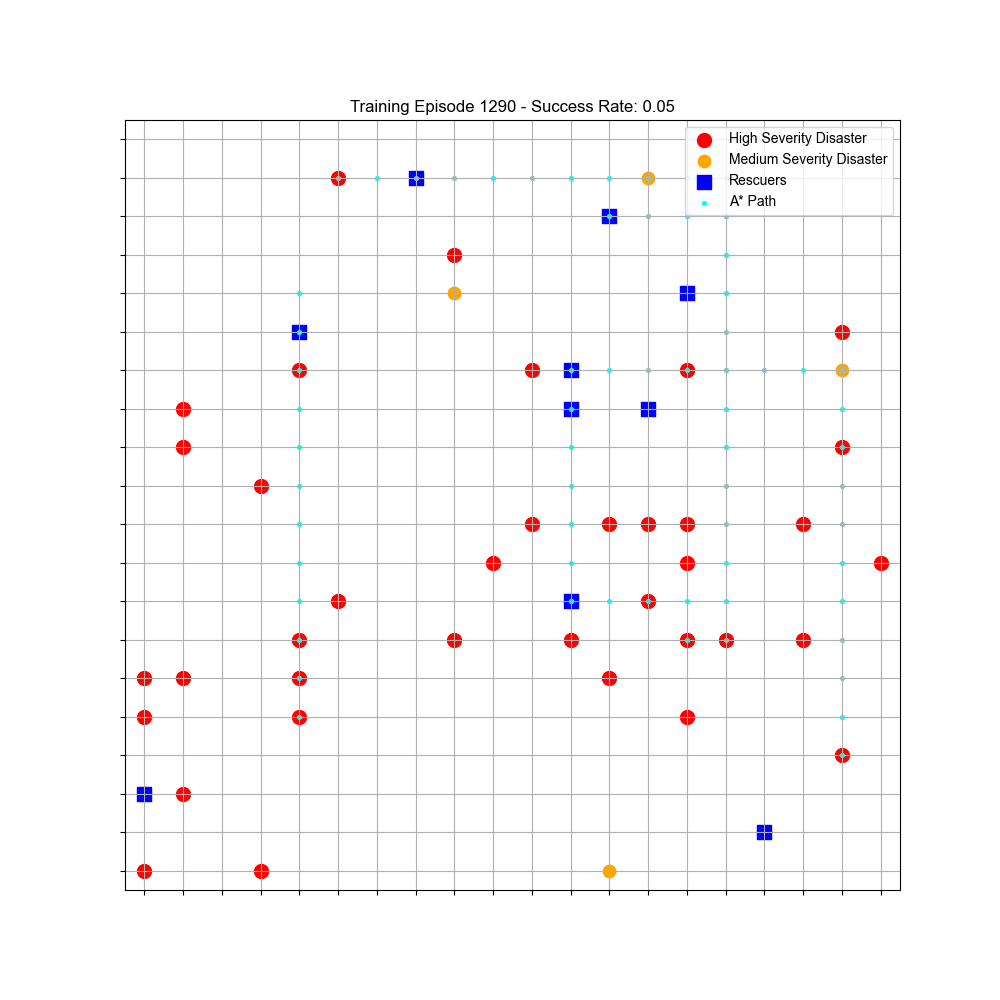 Training Episode 1290 - Success Rate: 0.05
High Severity Disaster
Medium Severity Disaster
Rescuers
A* Path